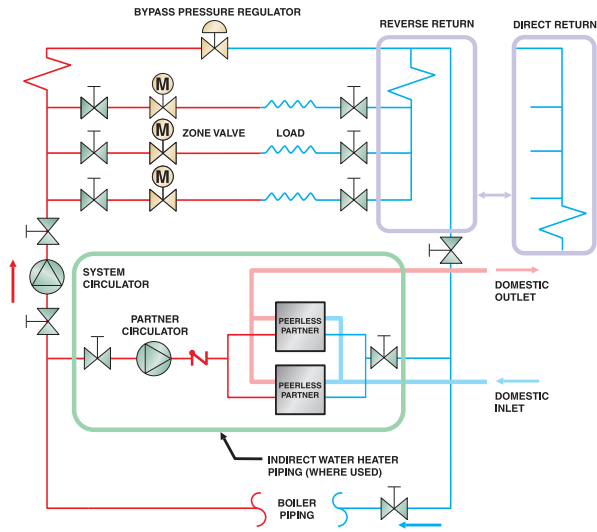 BYPASS PRESSURE REGULATOR
REVERSE RETURN
DIRECT RETURN
M
ZONE VALVE
LOAD
M
M
SYSTEM
CIRCULATOR
PARTNER
CIRCULATOR
PEERLESS
PARTNER
PEERLESS
PARTNER
DOMESTIC
OUTLET
DOMESTIC
INLET
INDIRECT WATER HEATER
PIPING (WHERE USED)
BOILER
PIPING